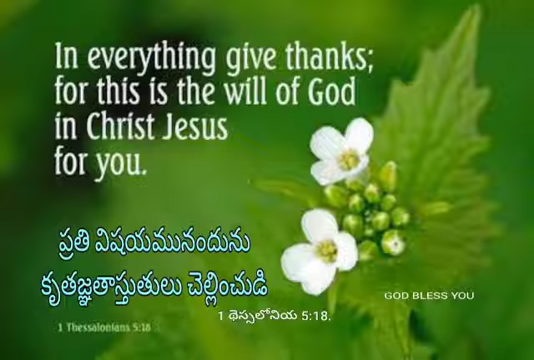 In everything give thanks;
for this is the will of God
in Christ Jesus
for you.
ప్రతి విషయమునందును
కృతజ్ఞతాస్తుతులు చెల్లించుడి
GOD BLESS YOU
1 థెస్సలోనియ 5:18.
1 Thessalonians 5:18